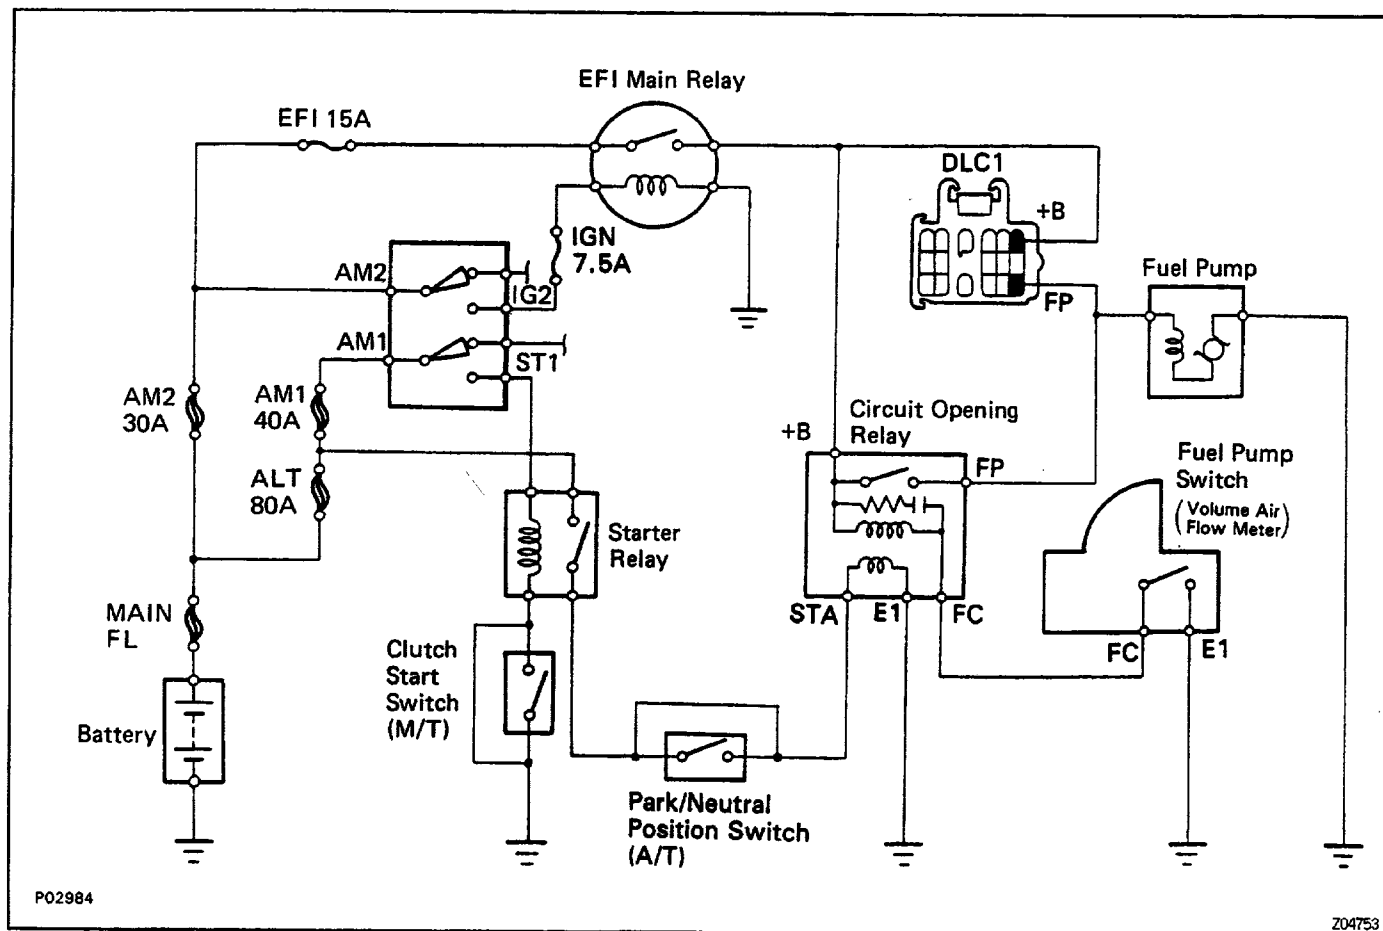 EFI Main Relay
EFI 15A
DLC1
+B
IGN
7.5A
AM2
IG2
Fuel Pump
FP
AM1
ST1
AM2
30A
AM1
40A
Circuit Opening
Relay
+B
FP
Fuel Pump
Switch
(Volume Air
Flow Meter)
ALT
80A
Starter
Relay
MAIN
FL
STA
E1
FC
FC
E1
Clutch
Start
Switch
(M/T)
Battery
Park/Neutral
Position Switch
(A/T)
P02984
Z04753